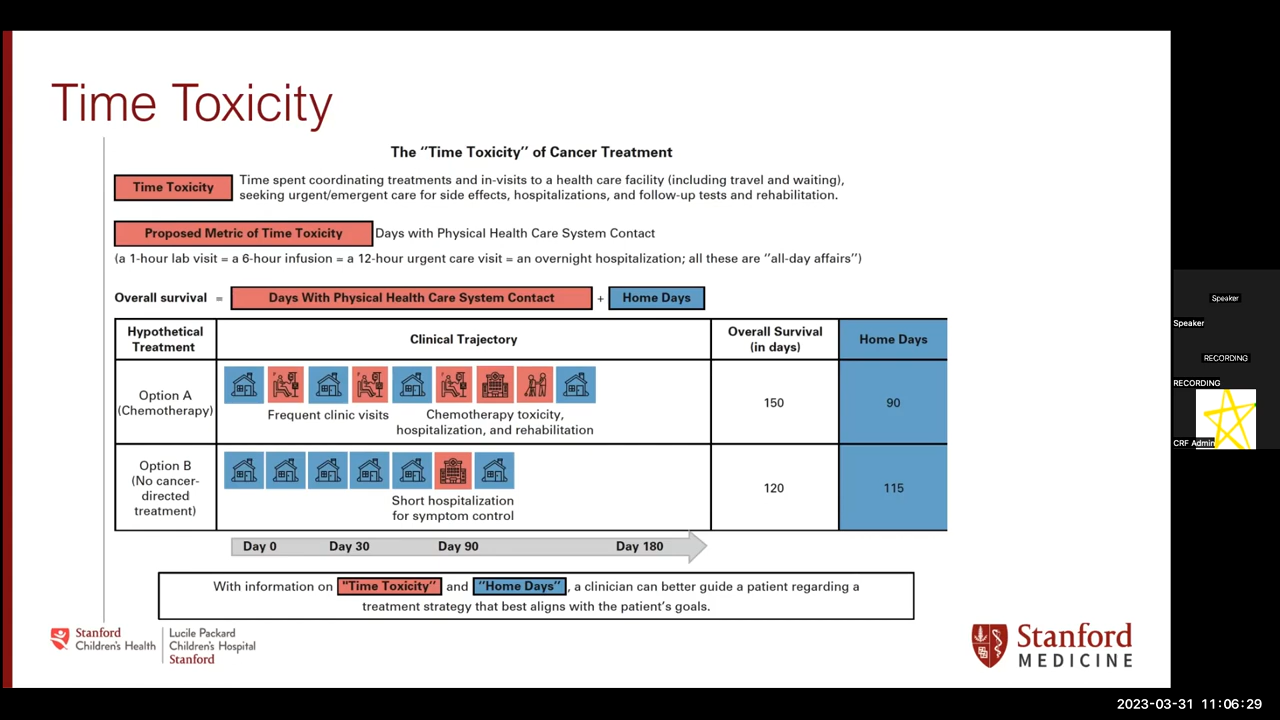 Time Toxicity
The "Time Toxicity" of Cancer Treatment
Time Toxicity
Time spent coordinating treatments and in-visits to a health care facility (including travel and waiting),
seeking urgent/emergent care for side effects, hospitalizations, and follow-up tests and rehabilitation.
Proposed Metric of Time Toxicity
Days with Physical Health Care System Contact
(a 1-hour lab visit = a 6-hour infusion = a 12-hour urgent care visit = an overnight hospitalization; all these are "all-day affairs")
Overall survival = Days With Physical Health Care System Contact + Home Days
Hypothetical
Treatment
Clinical Trajectory
Overall Survival
(in days)
Home Days
Option A
(Chemotherapy)
Frequent clinic visits
Chemotherapy toxicity,
hospitalization, and rehabilitation
150
90
Option B
(No cancer-
directed
treatment)
Short hospitalization
for symptom control
120
115
Day 0 Day 30 Day 90 Day 180
With information on "Time Toxicity" and "Home Days", a clinician can better guide a patient regarding a
treatment strategy that best aligns with the patient's goals.
Stanford
Children's Health
Lucile Packard
Children's Hospital
Stanford
Stanford
MEDICINE
Speaker
Speaker
RECORDING
RECORDING
CRF Admin
2023-03-31 11:06:29